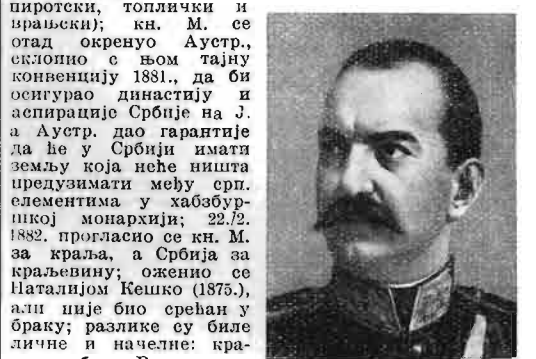 пиротски, топлички и
врањски); кн. М. се
отад окренуо Аустр.,
склопио с њом тајну
конвенцију 1881., да би
осигурао династију и
аспирације Србије на Ј.
а Аустр. дао гарантије
да ће у Србији имати
земљу која неће ништа
предузимати међу срп.
елементима у хабзбур-
шкој монархији; 22./2.
1882. прогласио се кн. М.
за краља, а Србија за
краљевину; оженио се
Наталијом Кешко (1875.),
али није био срећан у
браку; разлике су биле
личне и начелне: кра-